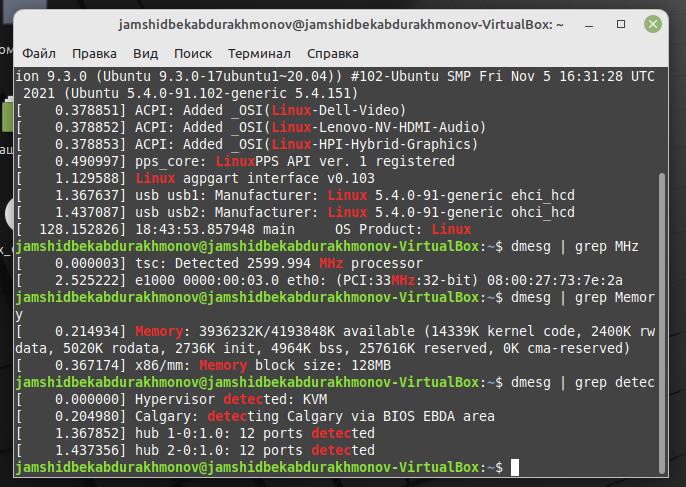 jamshidbekabdurakhmonov@jamshidbekabdurakhmonov-VirtualBox: ~
Файл Правка Вид Поиск Терминал Справка
ion 9.3.0 (Ubuntu 9.3.0-17ubuntu1~20.04)) #102-Ubuntu SMP Fri Nov 5 16:31:28 UTC
 2021 (Ubuntu 5.4.0-91.102-generic 5.4.151)
[    0.378851] ACPI: Added _OSI(Linux-Dell-Video)
[    0.378852] ACPI: Added _OSI(Linux-Lenovo-NV-HDMI-Audio)
[    0.378853] ACPI: Added _OSI(Linux-HPI-Hybrid-Graphics)
[    0.490997] pps_core: LinuxPPS API ver. 1 registered
[    1.129588] Linux agpgart interface v0.103
[    1.367637] usb usb1: Manufacturer: Linux 5.4.0-91-generic ehci_hcd
[    1.437087] usb usb2: Manufacturer: Linux 5.4.0-91-generic ohci_hcd
[  128.152826] 18:43:53.857948 main     OS Product: Linux
jamshidbekabdurakhmonov@jamshidbekabdurakhmonov-VirtualBox:~$ dmesg | grep MHz
[    0.000003] tsc: Detected 2599.994 MHz processor
[    2.525222] e1000 0000:00:03.0 eth0: (PCI:33MHz:32-bit) 08:00:27:73:7e:2a
jamshidbekabdurakhmonov@jamshidbekabdurakhmonov-VirtualBox:~$ dmesg | grep Memor
y
[    0.214934] Memory: 3936232K/4193848K available (14339K kernel code, 2400K rw
data, 5020K rodata, 2736K init, 4964K bss, 257616K reserved, 0K cma-reserved)
[    0.367174] x86/mm: Memory block size: 128MB
jamshidbekabdurakhmonov@jamshidbekabdurakhmonov-VirtualBox:~$ dmesg | grep detec
[    0.000000] Hypervisor detected: KVM
[    0.204980] Calgary: detecting Calgary via BIOS EBDA area
[    1.367852] hub 1-0:1.0: 12 ports detected
[    1.437356] hub 2-0:1.0: 12 ports detected
jamshidbekabdurakhmonov@jamshidbekabdurakhmonov-VirtualBox:~$